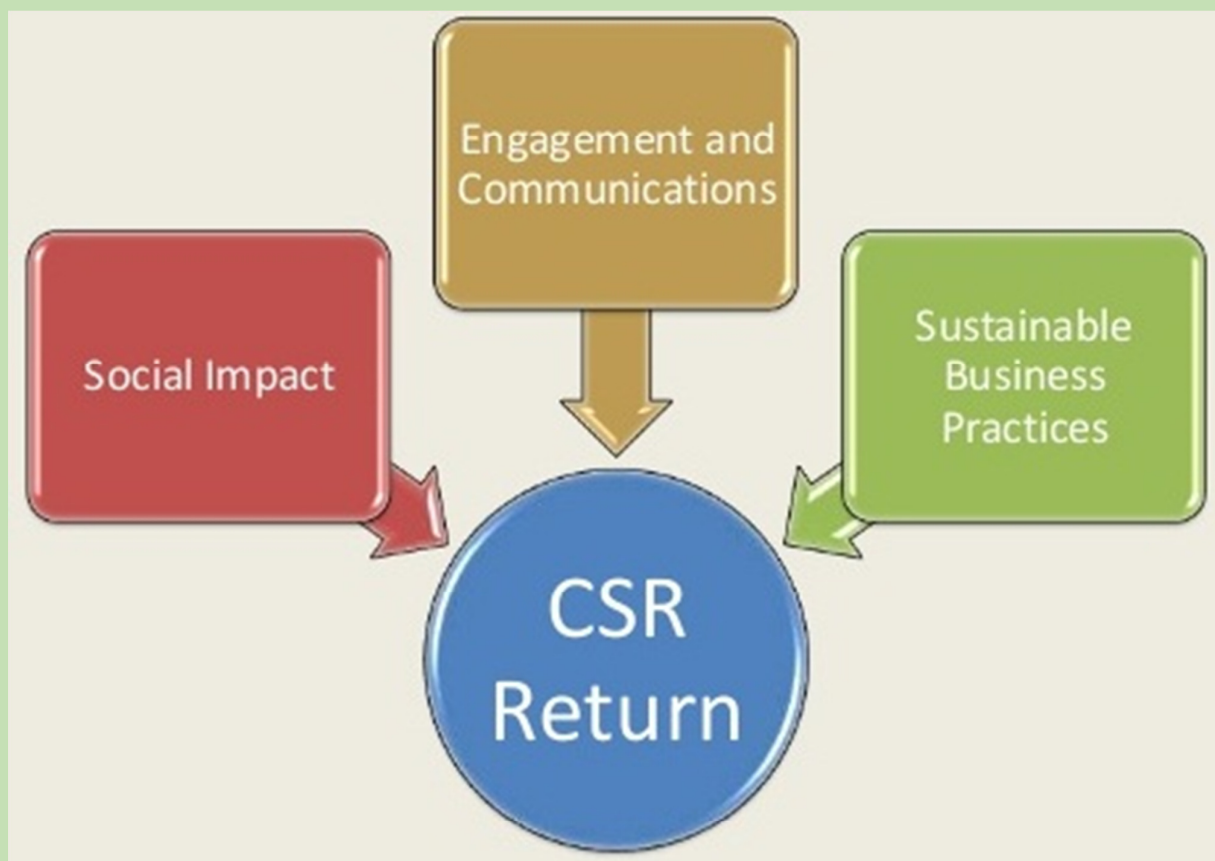 Engagement and
Communications
Social Impact
Sustainable
Business
Practices
CSR
Return